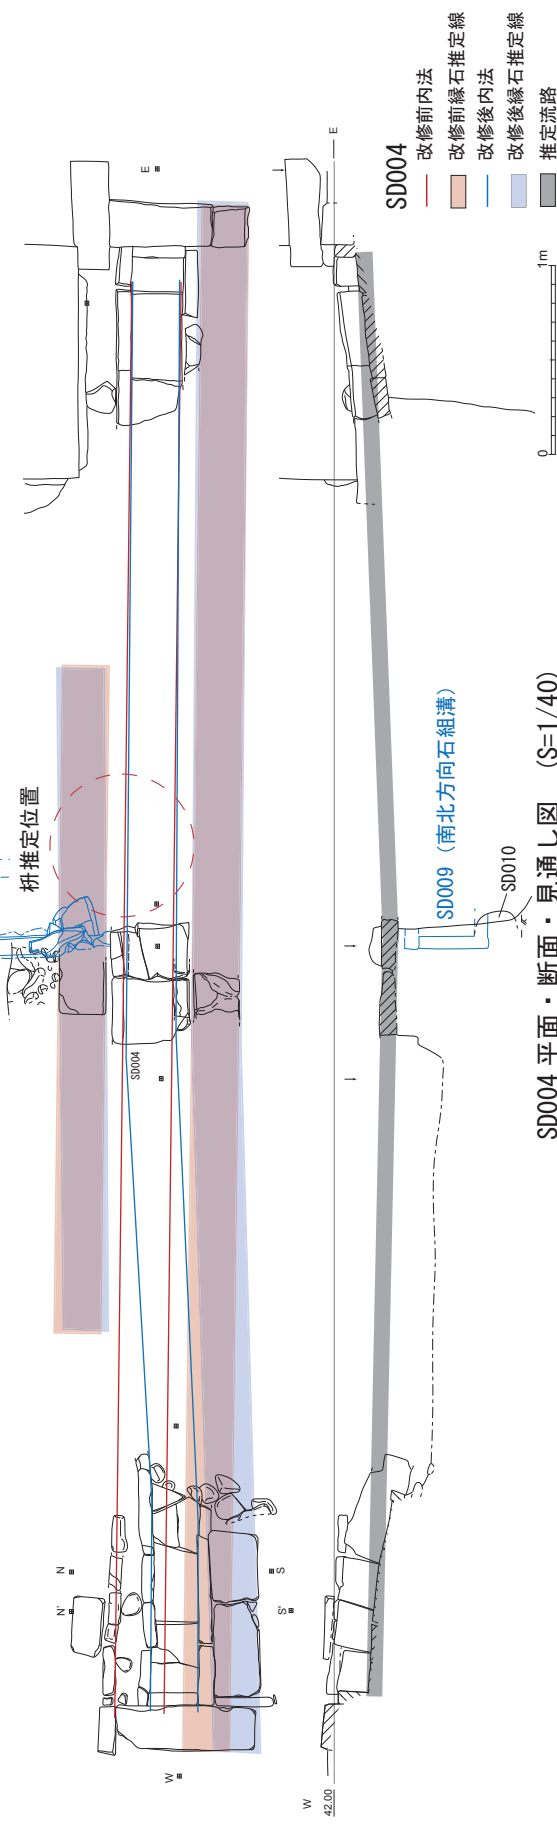 枡推定位置
SD004
N
N'
S
S'
W
E
W
42.00
E
SD009（南北方向石組溝）
SD010
SD004
改修前内法
改修前縁石推定線
改修後内法
改修後縁石推定線
推定流路
0 1m
SD004 平面・断面・見通し図 （S=1/40）